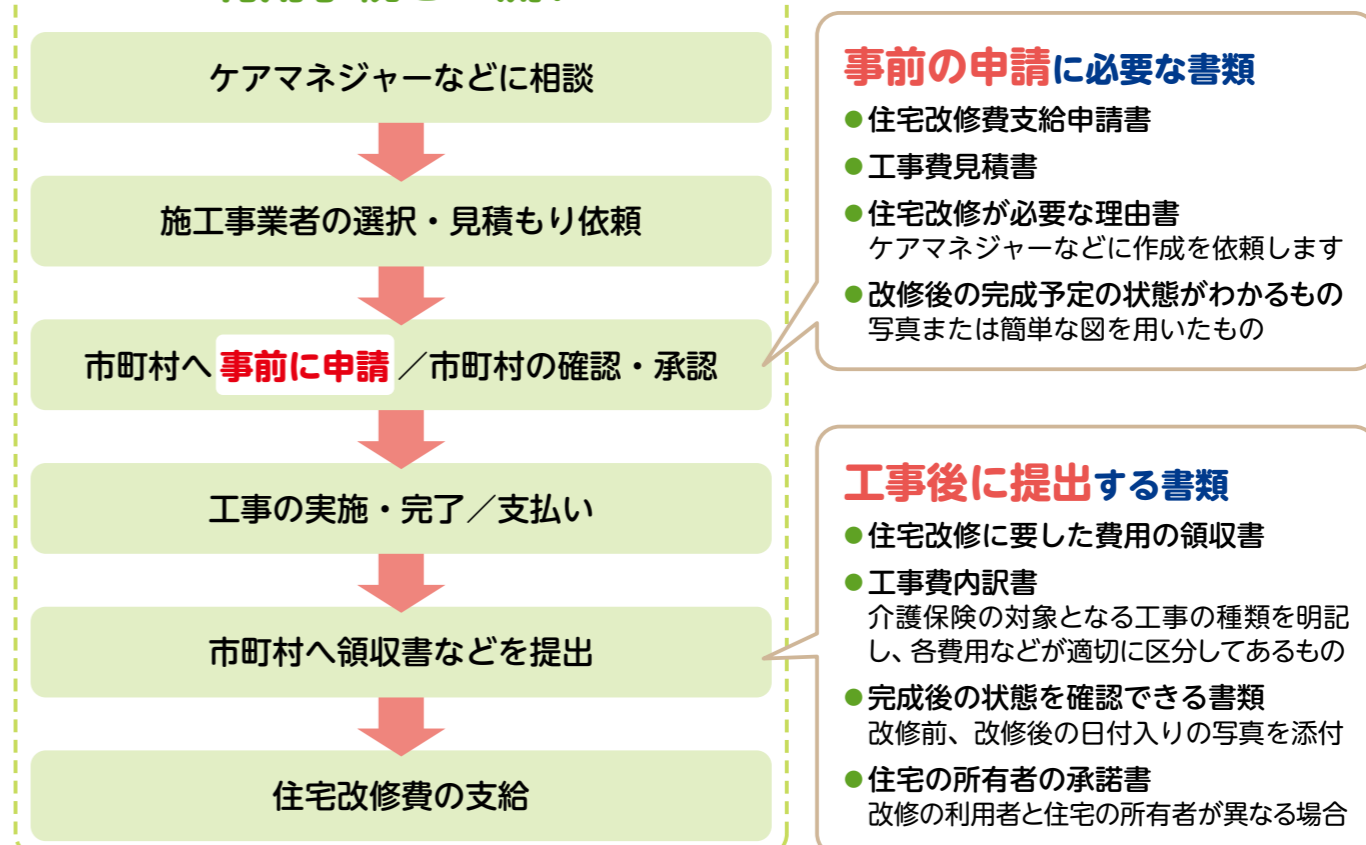 ケアマネジャーなどに相談
施工事業者の選択・見積もり依頼
市町村へ 事前に申請 ／市町村の確認・承認
工事の実施・完了／支払い
市町村へ領収書などを提出
住宅改修費の支給
事前の申請に必要な書類
●住宅改修費支給申請書
●工事費見積書
●住宅改修が必要な理由書
ケアマネジャーなどに作成を依頼します
●改修後の完成予定の状態がわかるもの
写真または簡単な図を用いたもの
工事後に提出する書類
●住宅改修に要した費用の領収書
●工事費内訳書
介護保険の対象となる工事の種類を明記
し、各費用などが適切に区分してあるもの
●完成後の状態を確認できる書類
改修前、改修後の日付入りの写真を添付
●住宅の所有者の承諾書
改修の利用者と住宅の所有者が異なる場合